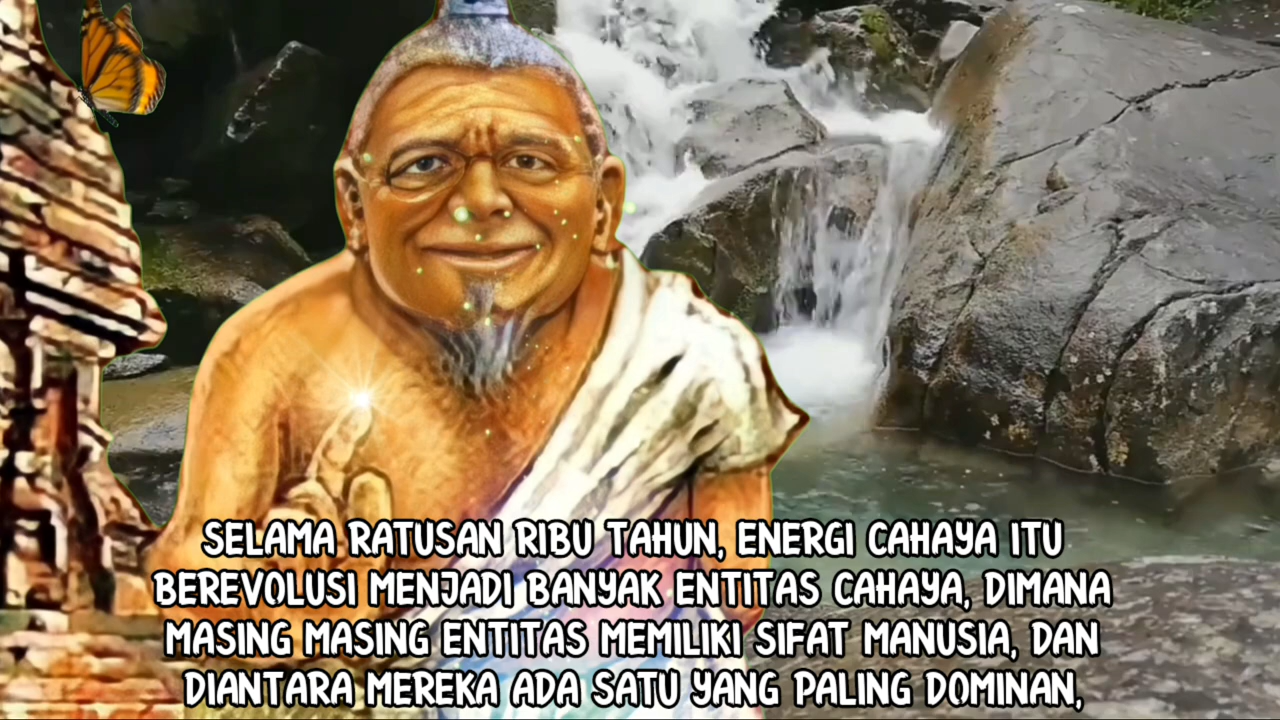 SELAMA RATUSAN RIBU TAHUN, ENERGI CAHAYA ITU
BEREVOLUSI MENJADI BANYAK ENTITAS CAHAYA, DIMANA
MASING MASING ENTITAS MEMILIKI SIFAT MANUSIA, DAN
DIANTARA MEREKA ADA SATU YANG PALING DOMINAN,